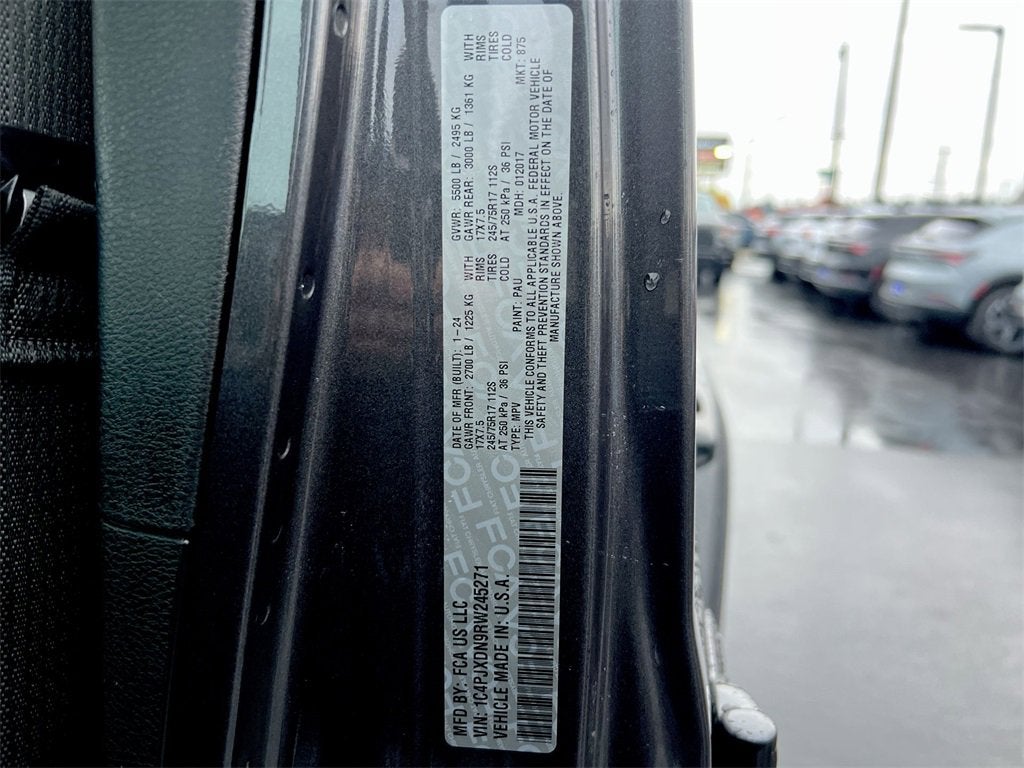 MFD BY: FCA US LLC
DATE OF MFR (BUILT): 1-24
GVWR: 5500 LB / 2495 KG
GAWR FRONT: 2700 LB / 1225 KG WITH
GAWR REAR: 3000 LB / 1361 KG WITH
17X7.5 RIMS
17X7.5 RIMS
245/75R17 112S TIRES
245/75R17 112S TIRES
AT 250 kPa / 36 PSI COLD
AT 250 kPa / 36 PSI COLD
VIN: 1C4PJXDN9RW245271
TYPE: MPV
PAINT: PAU
MDH: 012017
MKT: 875
VEHICLE MADE IN: U.S.A.
THIS VEHICLE CONFORMS TO ALL APPLICABLE U.S.A. FEDERAL MOTOR VEHICLE
SAFETY AND THEFT PREVENTION STANDARDS IN EFFECT ON THE DATE OF
MANUFACTURE SHOWN ABOVE.